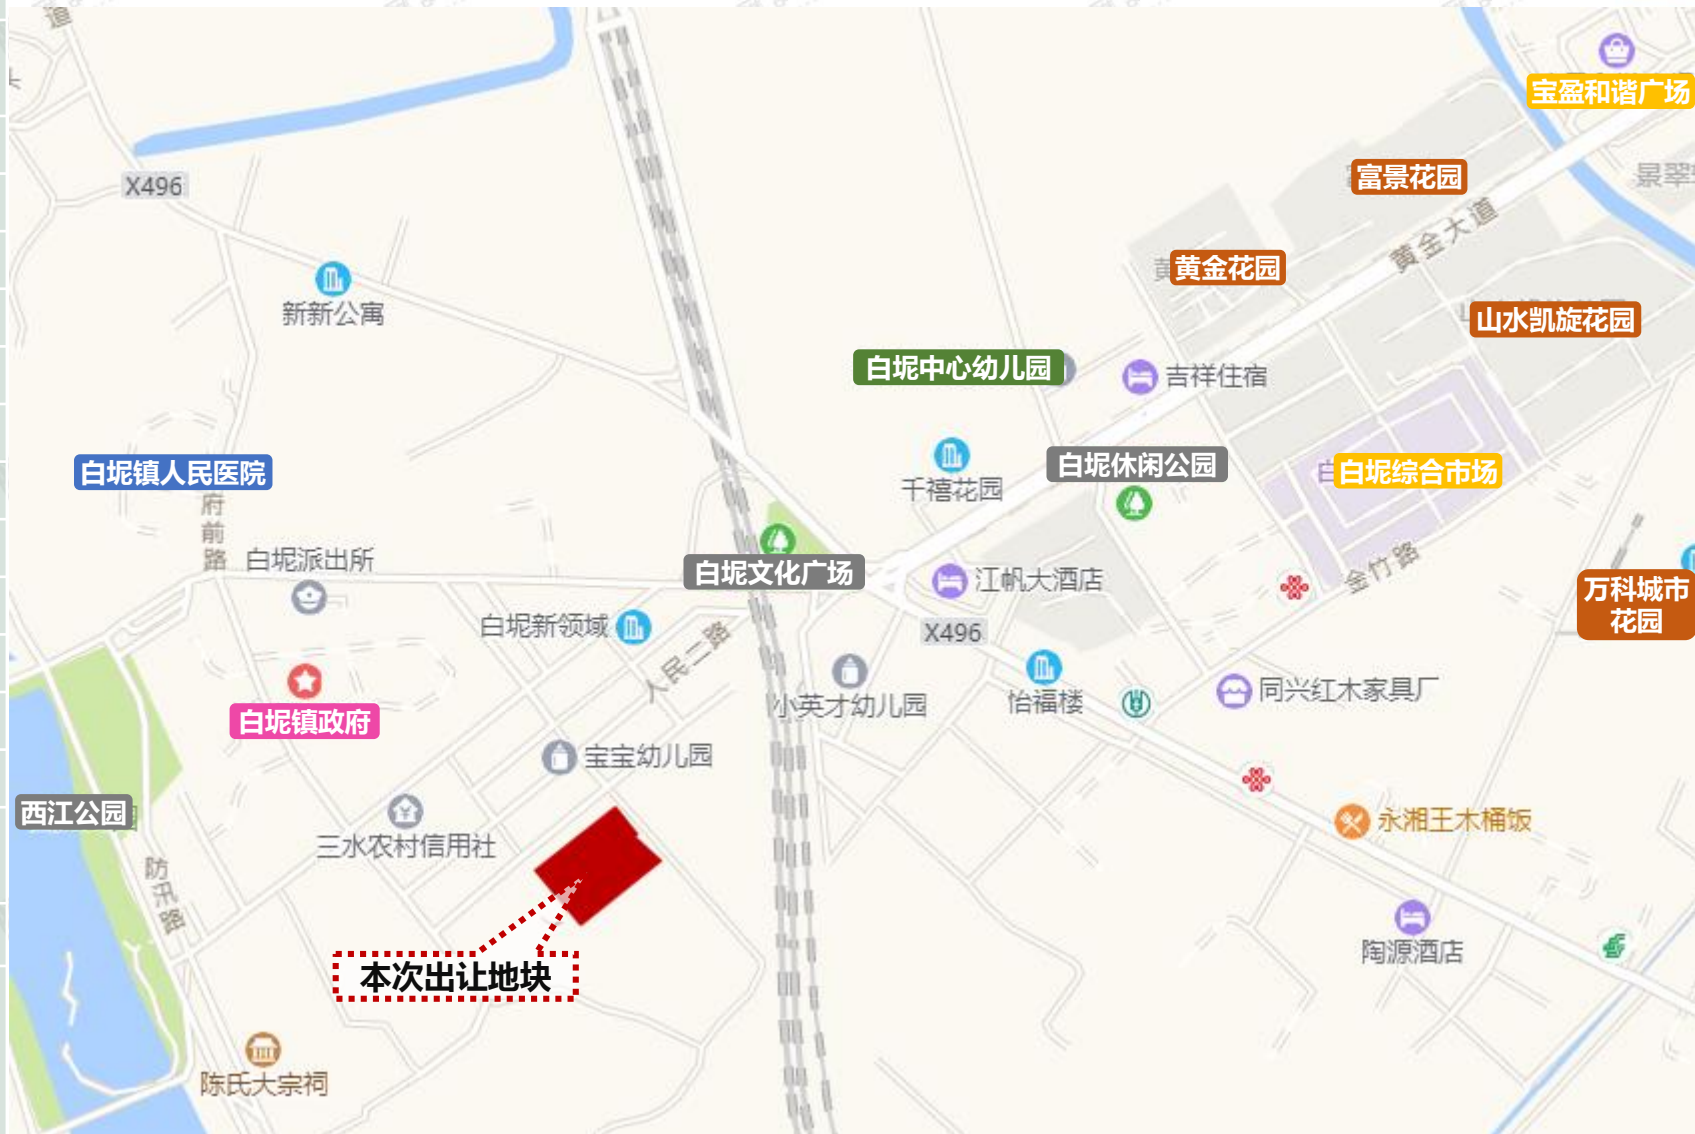 道
宝盈和谐广场
X496
富景花园
景翠
黄金大道
黄金花园
新新公寓
山水凯旋花园
白坭中心幼儿园
吉祥住宿
白坭镇人民医院
白坭休闲公园
白坭综合市场
千禧花园
府前路
白坭派出所
白坭文化广场
江帆大酒店
金竹路
万科城市
花园
白坭新领域
X496
人民二路
白坭镇政府
小英才幼儿园
怡福楼
同兴红木家具厂
宝宝幼儿园
西江公园
三水农村信用社
永湘王木桶饭
防汛路
陶源酒店
本次出让地块
陈氏大宗祠